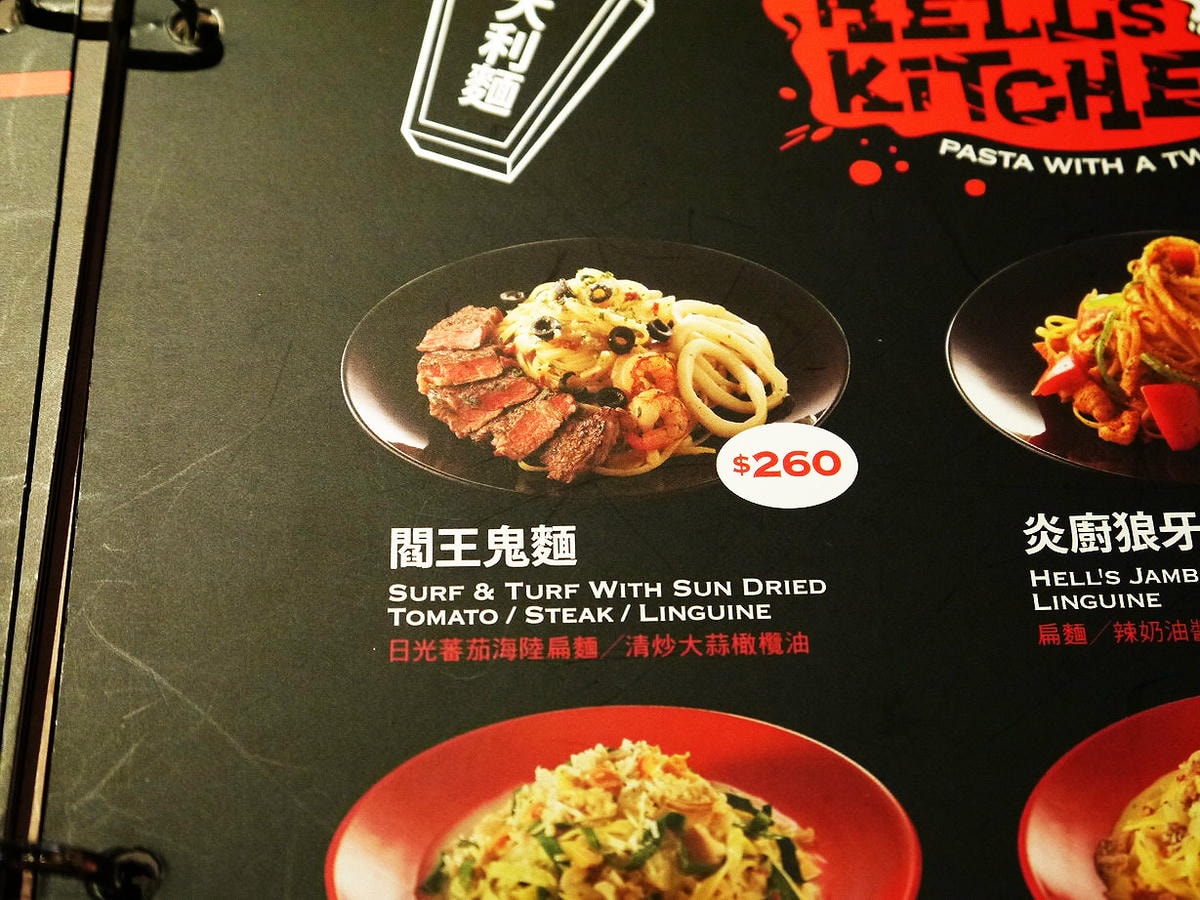 大利麵
HELL's
KITCHE
PASTA WITH A TW
$260
閻王鬼麵
SURF & TURF WITH SUN DRIED
TOMATO / STEAK / LINGUINE
日光蕃茄海陸扁麵／清炒大蒜橄欖油
炎廚狼牙
HELL'S JAMB
LINGUINE
扁麵／辣奶油